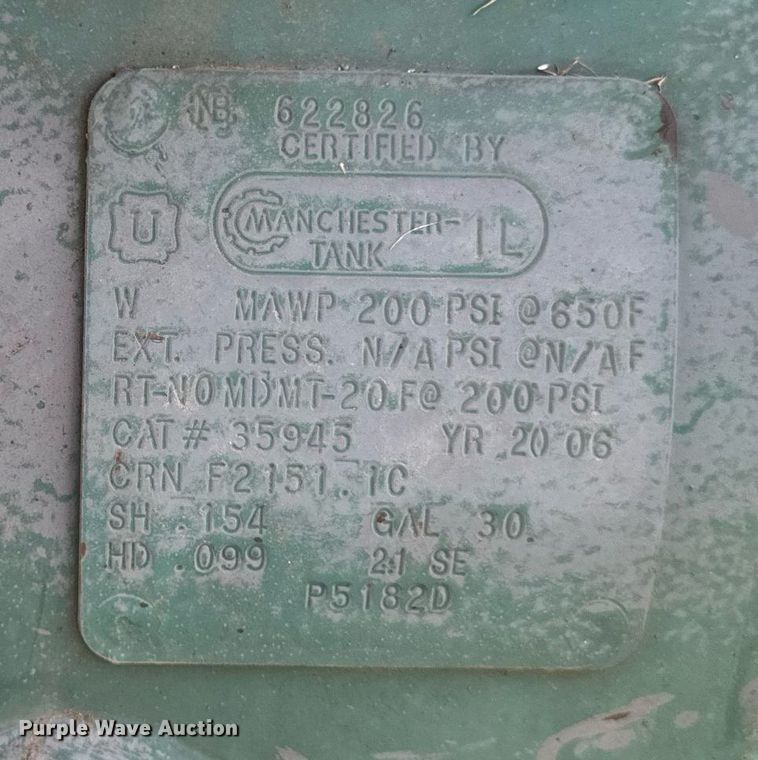 NB 622826
CERTIFIED BY
U
MANCHESTER-
TANK
IL
W MAWP 200 PSI @ 650F
EXT. PRESS. N/A PSI @ N/A F
RT-NO MDMT-20 F@ 200 PSI
CAT# 35945 YR 20 06
CRN F2151.1C
SH .154 GAL 30.
HD .099 2:1 SE
P5182D
Purple Wave Auction